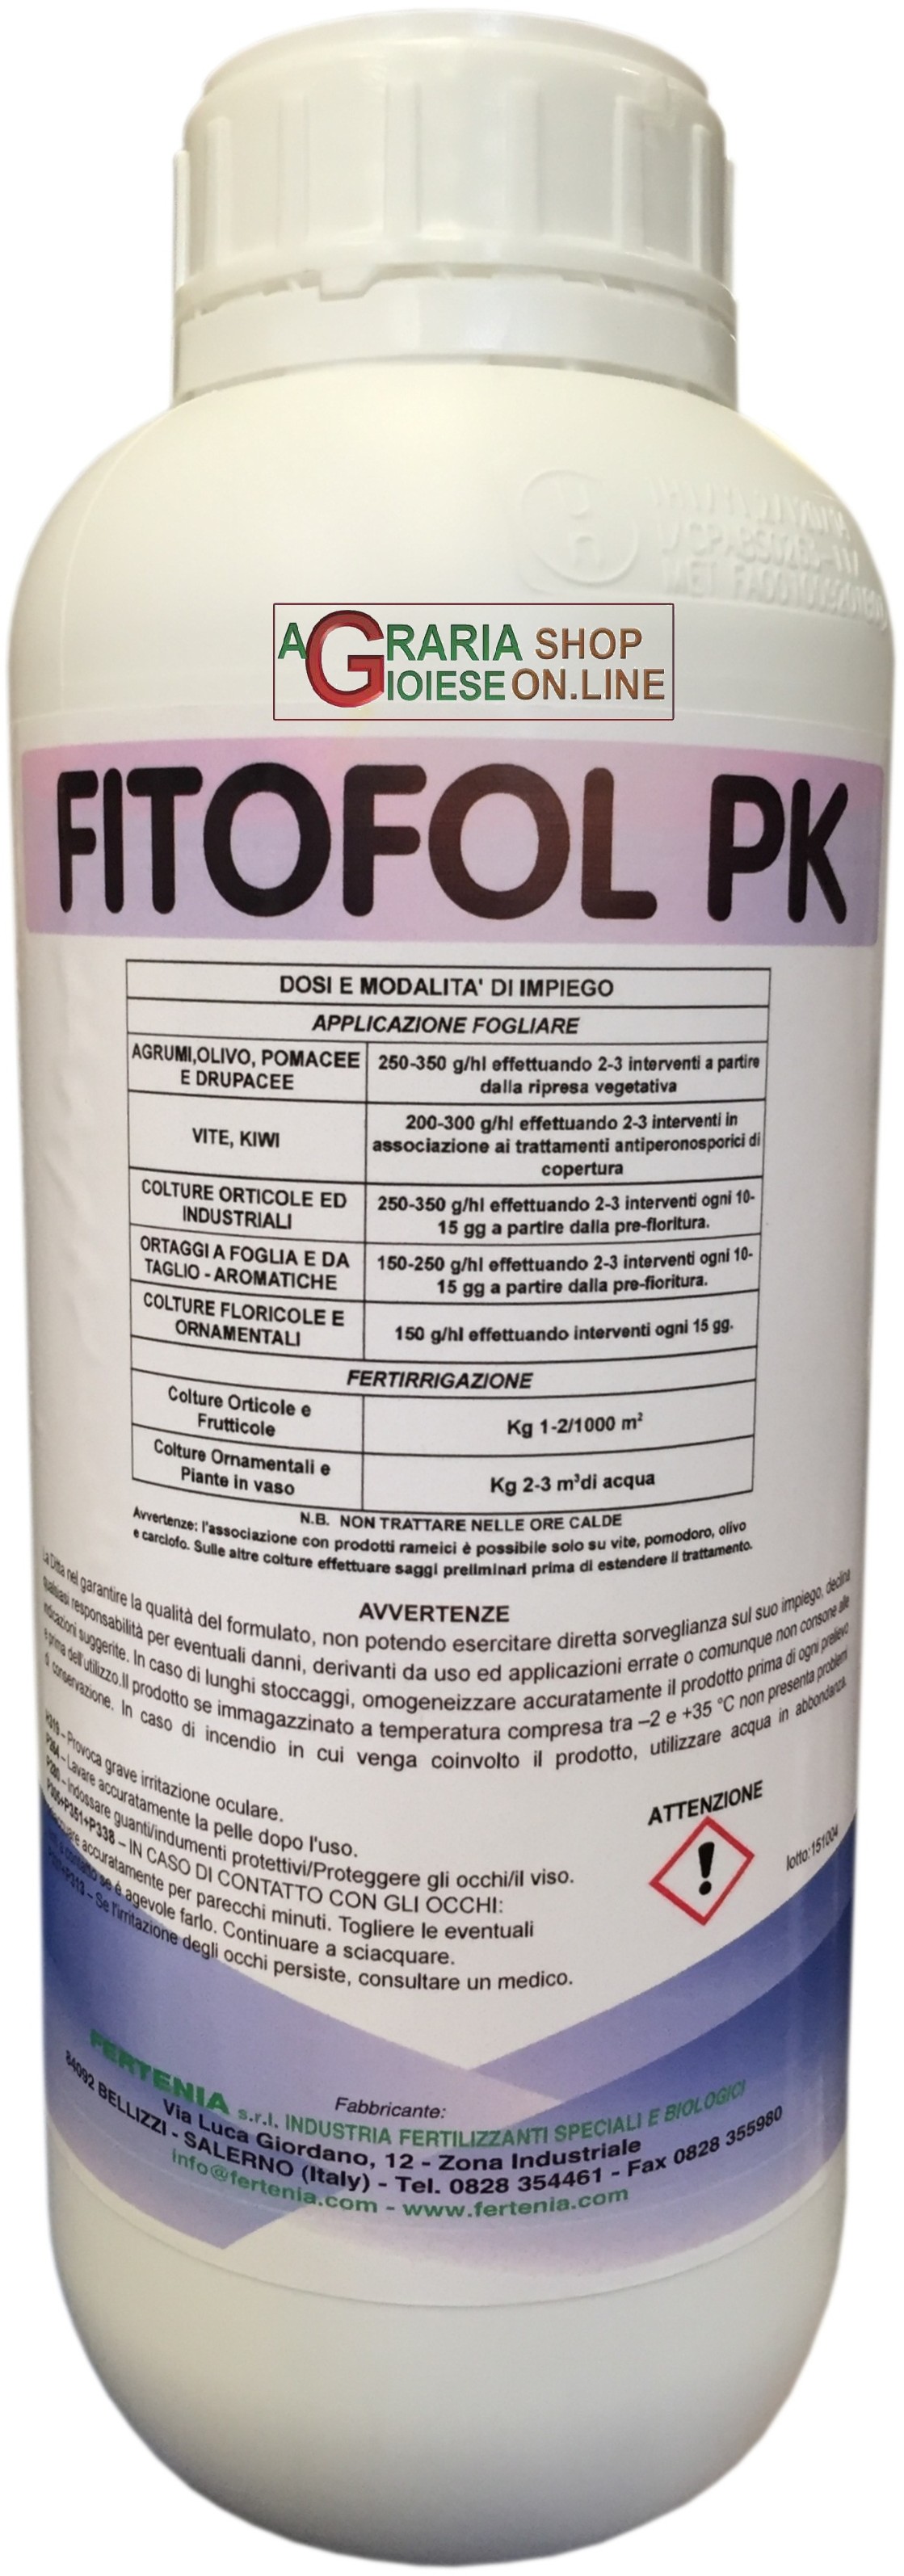 AGRARIA SHOP
GIOIESE ON.LINE
FITOFOL PK
DOSI E MODALITA' DI IMPIEGO
APPLICAZIONE FOGLIARE
AGRUMI,OLIVO, POMACEE
E DRUPACEE
250-350 g/hl effettuando 2-3 interventi a partire
dalla ripresa vegetativa
VITE, KIWI
200-300 g/hl effettuando 2-3 interventi in
associazione ai trattamenti antiperonosporici di
copertura
COLTURE ORTICOLE ED
INDUSTRIALI
250-350 g/hl effettuando 2-3 interventi ogni 10-
15 gg a partire dalla pre-fioritura.
ORTAGGI A FOGLIA E DA
TAGLIO - AROMATICHE
150-250 g/hl effettuando 2-3 interventi ogni 10-
15 gg a partire dalla pre-fioritura.
COLTURE FLORICOLE E
ORNAMENTALI
150 g/hl effettuando interventi ogni 15 gg.
FERTIRRIGAZIONE
Colture Orticole e
Frutticole
Kg 1-2/1000 m²
Colture Ornamentali e
Piante in vaso
Kg 2-3 m³di acqua
N.B. NON TRATTARE NELLE ORE CALDE
Avvertenze: l'associazione con prodotti rameici è possibile solo su vite, pomodoro, olivo
e carciofo. Sulle altre colture effettuare saggi preliminari prima di estendere il trattamento.
AVVERTENZE
La Ditta nel garantire la qualità del formulato, non potendo esercitare diretta sorveglianza sul suo impiego, declina
qualsiasi responsabilità per eventuali danni, derivanti da uso ed applicazioni errate o comunque non consone alle
indicazioni suggerite. In caso di lunghi stoccaggi, omogeneizzare accuratamente il prodotto prima di ogni prelievo
e prima dell'utilizzo.Il prodotto se immagazzinato a temperatura compresa tra –2 e +35 °C non presenta problemi
di conservazione. In caso di incendio in cui venga coinvolto il prodotto, utilizzare acqua in abbondanza.
H319 – Provoca grave irritazione oculare.
P264 – Lavare accuratamente la pelle dopo l'uso.
P280 – Indossare guanti/indumenti protettivi/Proteggere gli occhi/il viso.
P305+P351+P338 – IN CASO DI CONTATTO CON GLI OCCHI:
accuratamente per parecchi minuti. Togliere le eventuali
se è agevole farlo. Continuare a sciacquare.
– Se l'irritazione degli occhi persiste, consultare un medico.
ATTENZIONE
lotto:151004
Fabbricante:
FERTENIA s.r.l. INDUSTRIA FERTILIZZANTI SPECIALI E BIOLOGICI
Via Luca Giordano, 12 - Zona Industriale
84092 BELLIZZI - SALERNO (Italy) - Tel. 0828 354461 - Fax 0828 355980
info@fertenia.com - www.fertenia.com